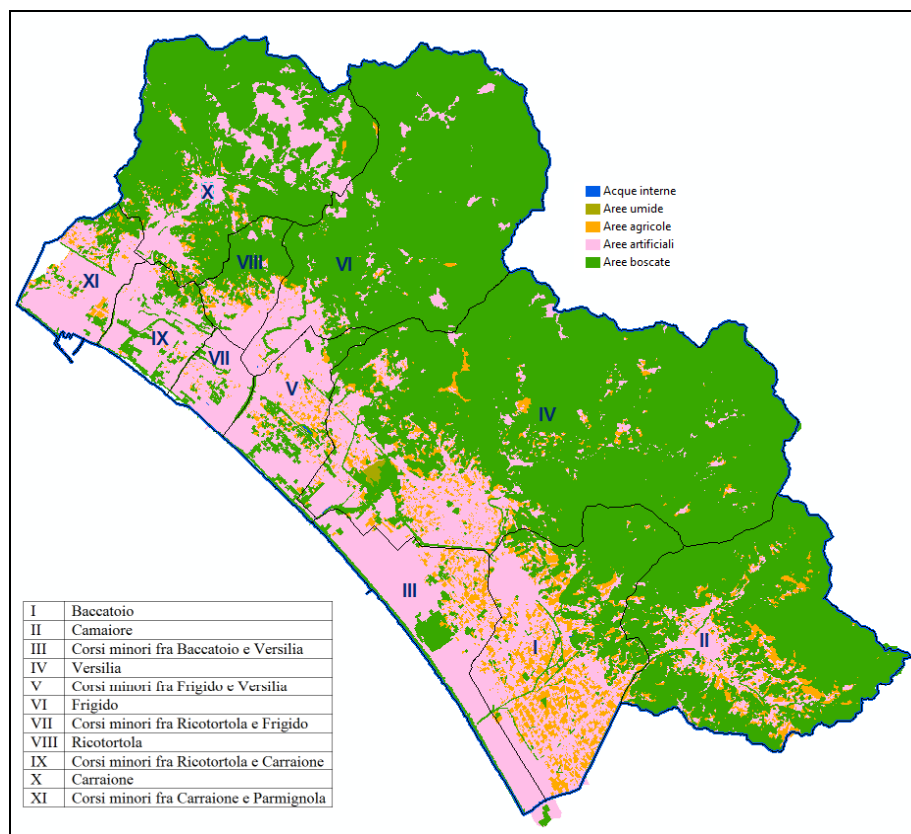 Acque interne
Aree umide
Aree agricole
Aree artificiali
Aree boscate
X
VIII
VI
XI
IX
VII
V
IV
III
I
II
I Baccatoio
II Camaiore
III Corsi minori fra Baccatoio e Versilia
IV Versilia
V Corsi minori fra Frigido e Versilia
VI Frigido
VII Corsi minori fra Ricotortola e Frigido
VIII Ricotortola
IX Corsi minori fra Ricotortola e Carraione
X Carraione
XI Corsi minori fra Carraione e Parmignola